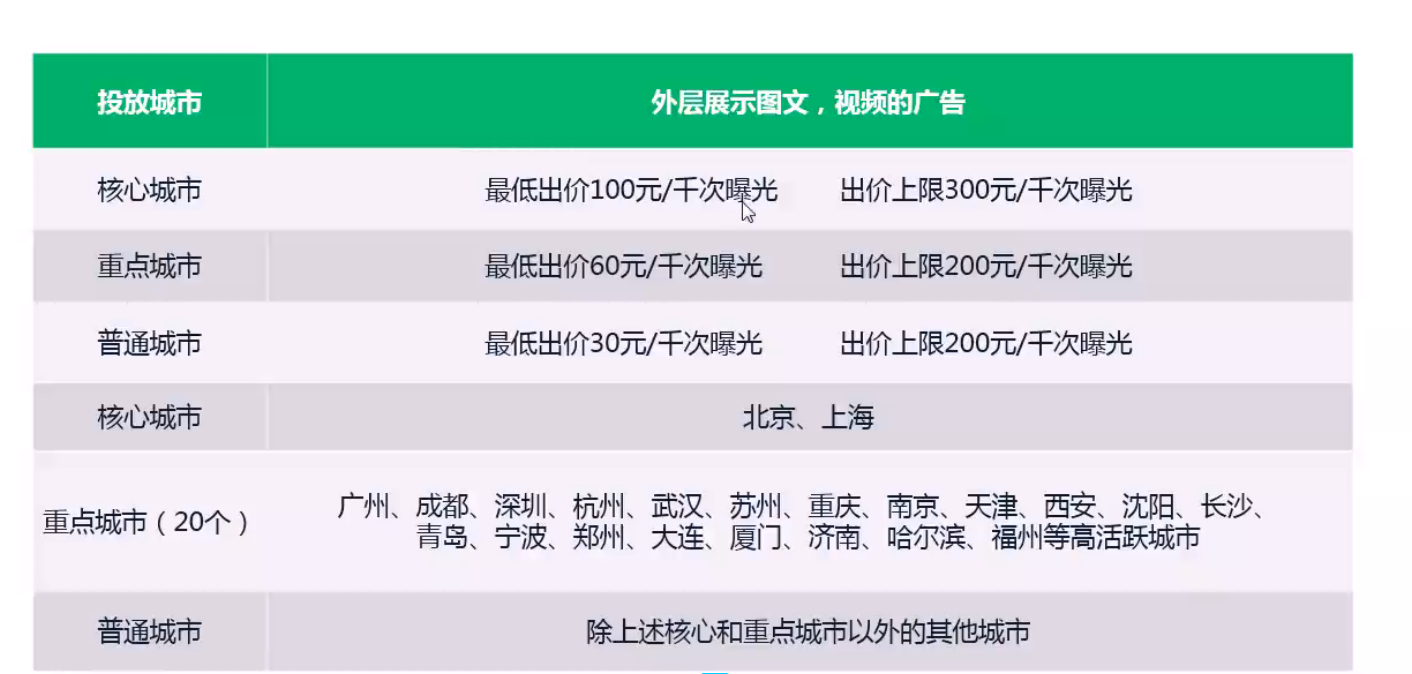 投放城市 外层展示图文，视频的广告
核心城市 最低出价100元/千次曝光 出价上限300元/千次曝光
重点城市 最低出价60元/千次曝光 出价上限200元/千次曝光
普通城市 最低出价30元/千次曝光 出价上限200元/千次曝光
核心城市 北京、上海
重点城市（20个） 广州、成都、深圳、杭州、武汉、苏州、重庆、南京、天津、西安、沈阳、长沙、
青岛、宁波、郑州、大连、厦门、济南、哈尔滨、福州等高活跃城市
普通城市 除上述核心和重点城市以外的其他城市